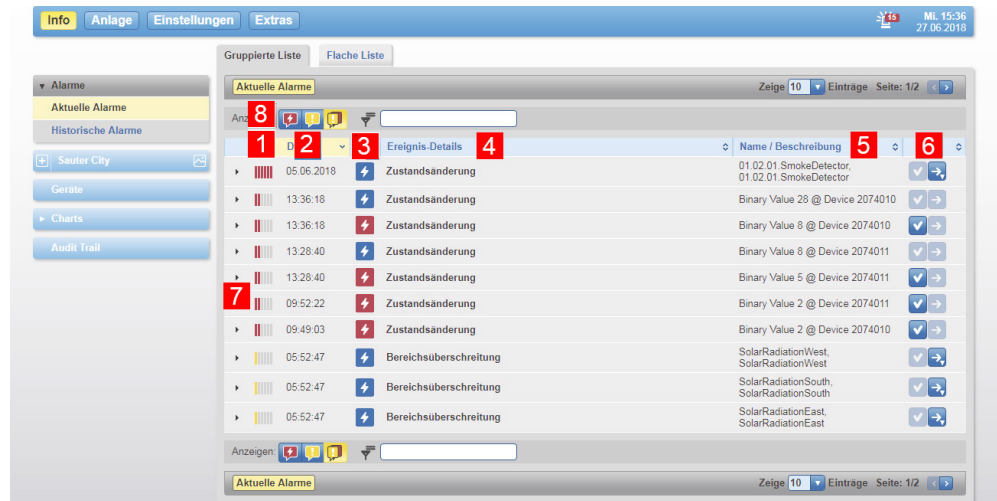 Info Anlage Einstellungen Extras 15 Mi. 15:36
27.06.2018
Gruppierte Liste Flache Liste
Alarme
Aktuelle Alarme
Historische Alarme
Sauter City
Geräte
Charts
Audit Trail
Aktuelle Alarme Zeige 10 Einträge Seite: 1/2
8
1 2 3 Ereignis-Details 4 Name / Beschreibung 5 6
05.06.2018 Zustandsänderung 01.02.01.SmokeDetector,
01.02.01.SmokeDetector
13:36:18 Zustandsänderung Binary Value 28 @ Device 2074010
13:36:18 Zustandsänderung Binary Value 8 @ Device 2074010
13:28:40 Zustandsänderung Binary Value 8 @ Device 2074011
13:28:40 Zustandsänderung Binary Value 5 @ Device 2074011
7 09:52:22 Zustandsänderung Binary Value 2 @ Device 2074011
09:49:03 Zustandsänderung Binary Value 2 @ Device 2074010
05:52:47 Bereichsüberschreitung SolarRadiationWest,
SolarRadiationWest
05:52:47 Bereichsüberschreitung SolarRadiationSouth,
SolarRadiationSouth
05:52:47 Bereichsüberschreitung SolarRadiationEast,
SolarRadiationEast
Anzeigen:
Aktuelle Alarme Zeige 10 Einträge Seite: 1/2